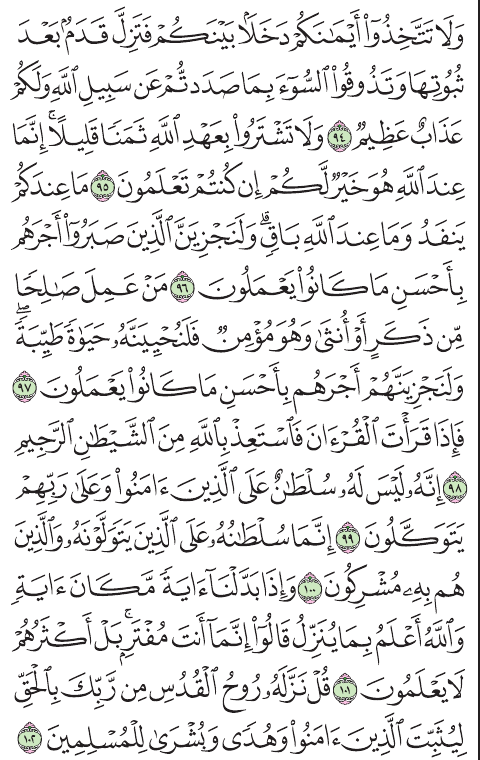 وَلَا تَتَّخِذُوٓا۟ أَيْمَٰنَكُمْ دَخَلًۢا بَيْنَكُمْ فَتَزِلَّ قَدَمٌۢ بَعْدَ
ثُبُوتِهَا وَتَذُوقُوا۟ ٱلسُّوٓءَ بِمَا صَدَدتُّمْ عَن سَبِيلِ ٱللَّهِ وَلَكُمْ
عَذَابٌ عَظِيمٌ ٩٤ وَلَا تَشْتَرُوا۟ بِعَهْدِ ٱللَّهِ ثَمَنًا قَلِيلًا ۚ إِنَّمَا
عِندَ ٱللَّهِ هُوَ خَيْرٌ لَّكُمْ إِن كُنتُمْ تَعْلَمُونَ ٩٥ مَا عِندَكُمْ
يَنفَدُ وَمَا عِندَ ٱللَّهِ بَاقٍ ۗ وَلَنَجْزِيَنَّ ٱلَّذِينَ صَبَرُوٓا۟ أَجْرَهُم
بِأَحْسَنِ مَا كَانُوا۟ يَعْمَلُونَ ٩٦ مَنْ عَمِلَ صَٰلِحًا
مِّن ذَكَرٍ أَوْ أُنثَىٰ وَهُوَ مُؤْمِنٌ فَلَنُحْيِيَنَّهُۥ حَيَوٰةً طَيِّبَةً ۖ
وَلَنَجْزِيَنَّهُمْ أَجْرَهُم بِأَحْسَنِ مَا كَانُوا۟ يَعْمَلُونَ ٩٧
فَإِذَا قَرَأْتَ ٱلْقُرْءَانَ فَٱسْتَعِذْ بِٱللَّهِ مِنَ ٱلشَّيْطَٰنِ ٱلرَّجِيمِ
٩٨ إِنَّهُۥ لَيْسَ لَهُۥ سُلْطَٰنٌ عَلَى ٱلَّذِينَ ءَامَنُوا۟ وَعَلَىٰ رَبِّهِمْ
يَتَوَكَّلُونَ ٩٩ إِنَّمَا سُلْطَٰنُهُۥ عَلَى ٱلَّذِينَ يَتَوَلَّوْنَهُۥ وَٱلَّذِينَ
هُم بِهِۦ مُشْرِكُونَ ١٠٠ وَإِذَا بَدَّلْنَآ ءَايَةً مَّكَانَ ءَايَةٍ ۙ
وَٱللَّهُ أَعْلَمُ بِمَا يُنَزِّلُ قَالُوٓا۟ إِنَّمَآ أَنتَ مُفْتَرٍۭ ۚ بَلْ أَكْثَرُهُمْ
لَا يَعْلَمُونَ ١٠١ قُلْ نَزَّلَهُۥ رُوحُ ٱلْقُدُسِ مِن رَّبِّكَ بِٱلْحَقِّ
لِيُثَبِّتَ ٱلَّذِينَ ءَامَنُوا۟ وَهُدًى وَبُشْرَىٰ لِلْمُسْلِمِينَ ١٠٢